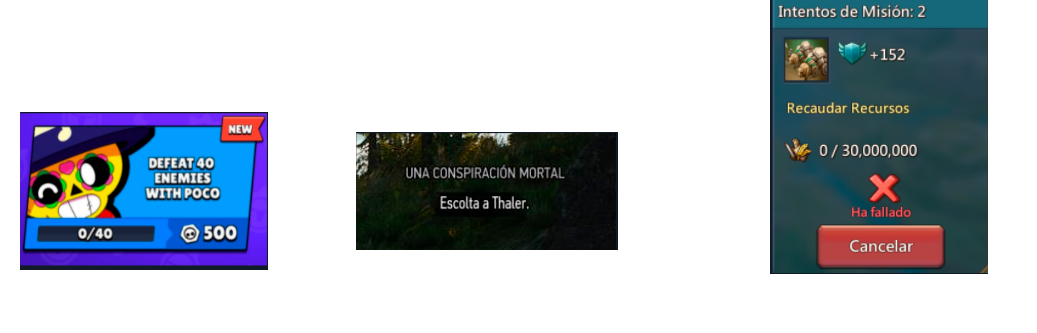 NEW
DEFEAT 40
ENEMIES
WITH POCO
0/40
500
UNA CONSPIRACIÓN MORTAL
Escolta a Thaler.
Intentos de Misión: 2
+152
Recaudar Recursos
0 / 30,000,000
Ha fallado
Cancelar